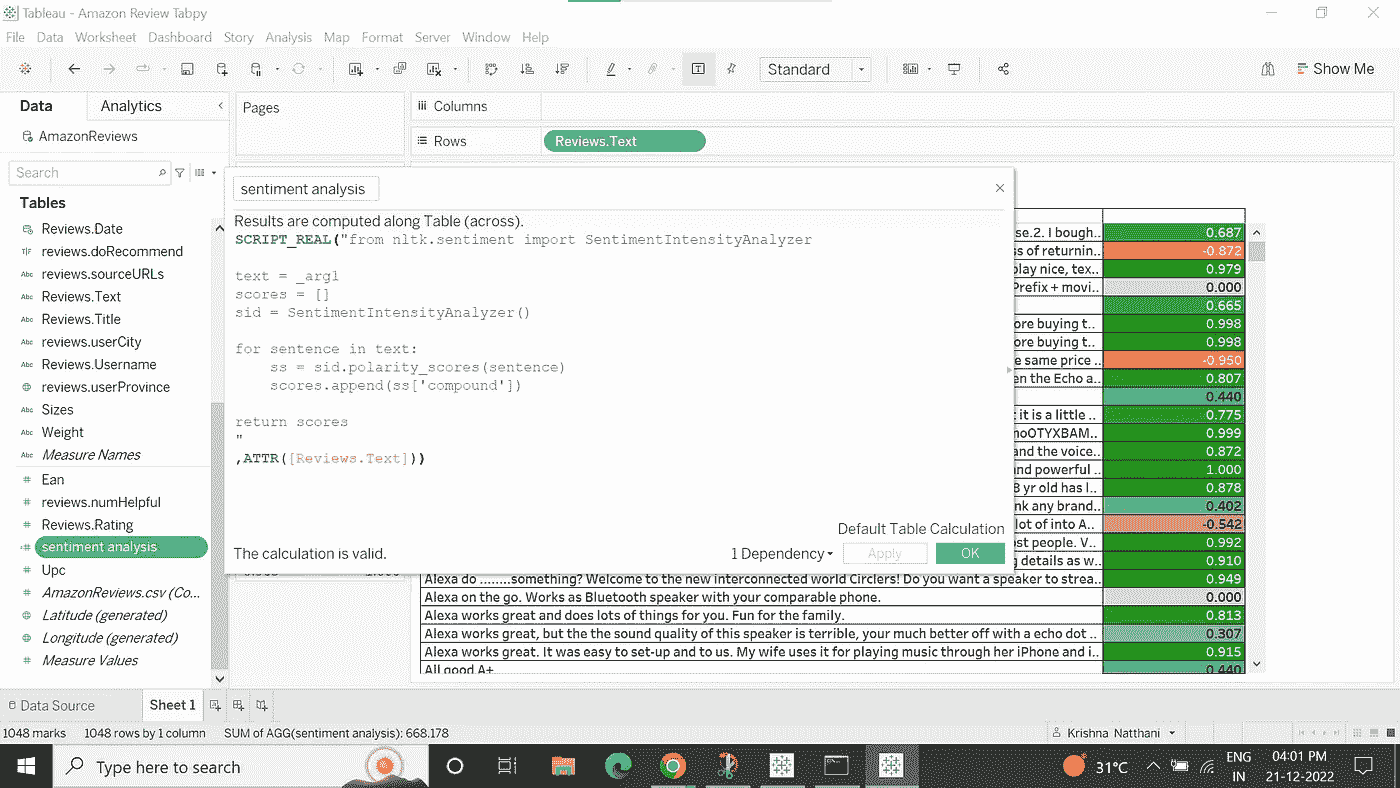 Tableau - Amazon Review Tabpy
File Data Worksheet Dashboard Story Analysis Map Format Server Window Help
Standard
Show Me
Data
Analytics
Pages
Columns
AmazonReviews
Rows
Reviews.Text
Search
Tables
Reviews.Date
reviews.doRecommend
reviews.sourceURLs
Reviews.Text
Reviews.Title
reviews.userCity
Reviews.Username
reviews.userProvince
Sizes
Weight
Measure Names
Ean
reviews.numHelpful
Reviews.Rating
sentiment analysis
Upc
AmazonReviews.csv (Co...
Latitude (generated)
Longitude (generated)
Measure Values
sentiment analysis
Results are computed along Table (across).
SCRIPT_REAL("from nltk.sentiment import SentimentIntensityAnalyzer
text = _arg1
scores = []
sid = SentimentIntensityAnalyzer()
for sentence in text:
ss = sid.polarity_scores(sentence)
scores.append(ss['compound'])
return scores
"
,ATTR([Reviews.Text]))
Default Table Calculation
The calculation is valid.
1 Dependency
Apply
OK
se.2. I bough.. 0.687
ss of returnin.. -0.872
play nice, tex.. 0.979
Prefix + movi.. 0.000
0.665
ore buying t.. 0.998
ore buying t.. 0.998
e same price .. -0.950
en the Echo a.. 0.807
0.440
t it is a little .. 0.775
noOTYXBAM.. 0.999
and the voice.. 0.872
and powerful .. 1.000
8 yr old has l.. 0.878
nk any brand.. 0.402
lot of into A.. -0.542
ost people. V.. 0.992
g details as w.. 0.910
Alexa do ........something? Welcome to the new interconnected world Circlers! Do you want a speaker to strea.. 0.949
Alexa on the go. Works as Bluetooth speaker with your comparable phone. 0.000
Alexa works great and does lots of things for you. Fun for the family. 0.813
Alexa works great, but the the sound quality of this speaker is terrible, your much better off with a echo dot .. 0.307
Alexa works great. It was easy to set-up and to us. My wife uses it for playing music through her iPhone and i.. 0.915
All good A+ 0.440
Data Source
Sheet 1
1048 marks
1048 rows by 1 column
SUM of AGG(sentiment analysis): 668.178
Krishna Natthani
Type here to search
31°C
ENG
IN
04:01 PM
21-12-2022